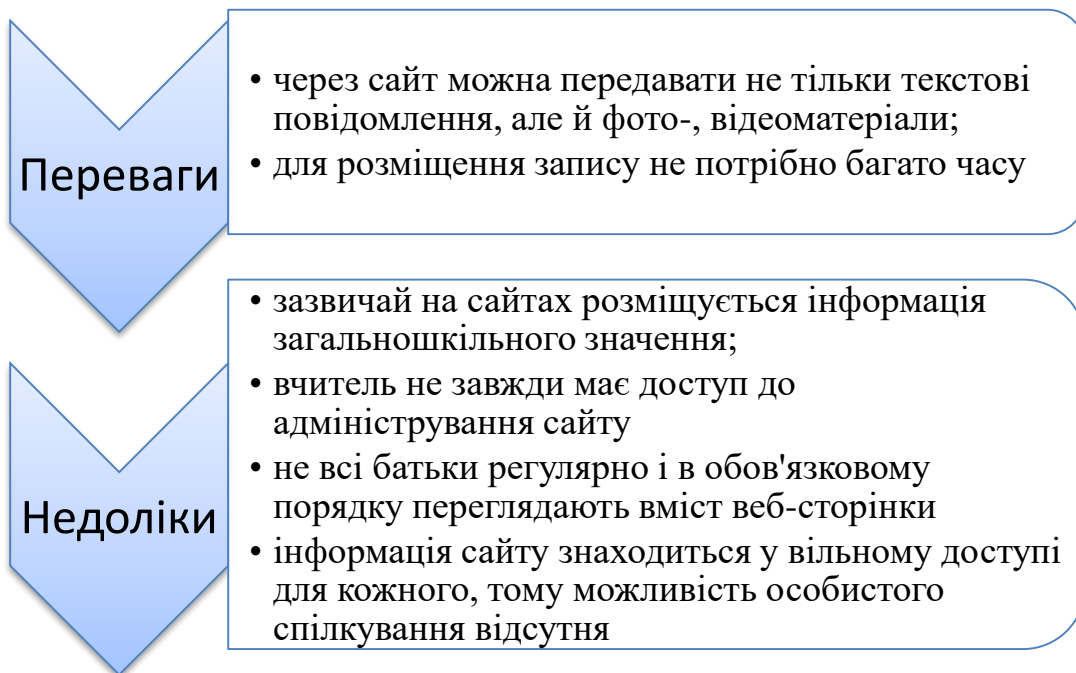 Переваги
• через сайт можна передавати не тільки текстові
повідомлення, але й фото-, відеоматеріали;
• для розміщення запису не потрібно багато часу
Недоліки
• зазвичай на сайтах розміщується інформація
загальношкільного значення;
• вчитель не завжди має доступ до
адміністрування сайту
• не всі батьки регулярно і в обов'язковому
порядку переглядають вміст веб-сторінки
• інформація сайту знаходиться у вільному доступі
для кожного, тому можливість особистого
спілкування відсутня